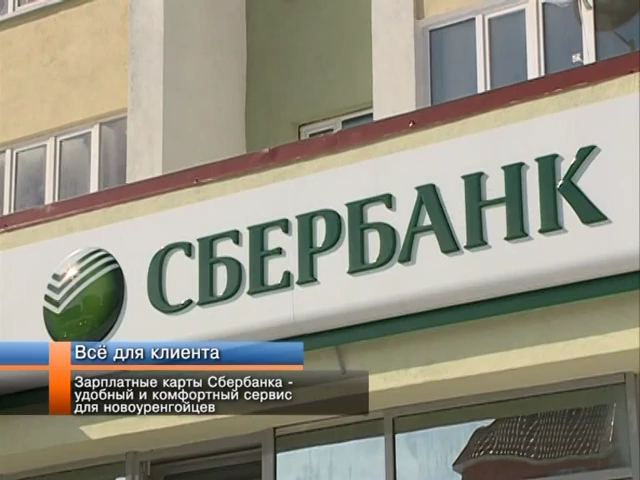 СБЕРБАНК
Всё для клиента
Зарплатные карты Сбербанка -
удобный и комфортный сервис
для новоуренгойцев